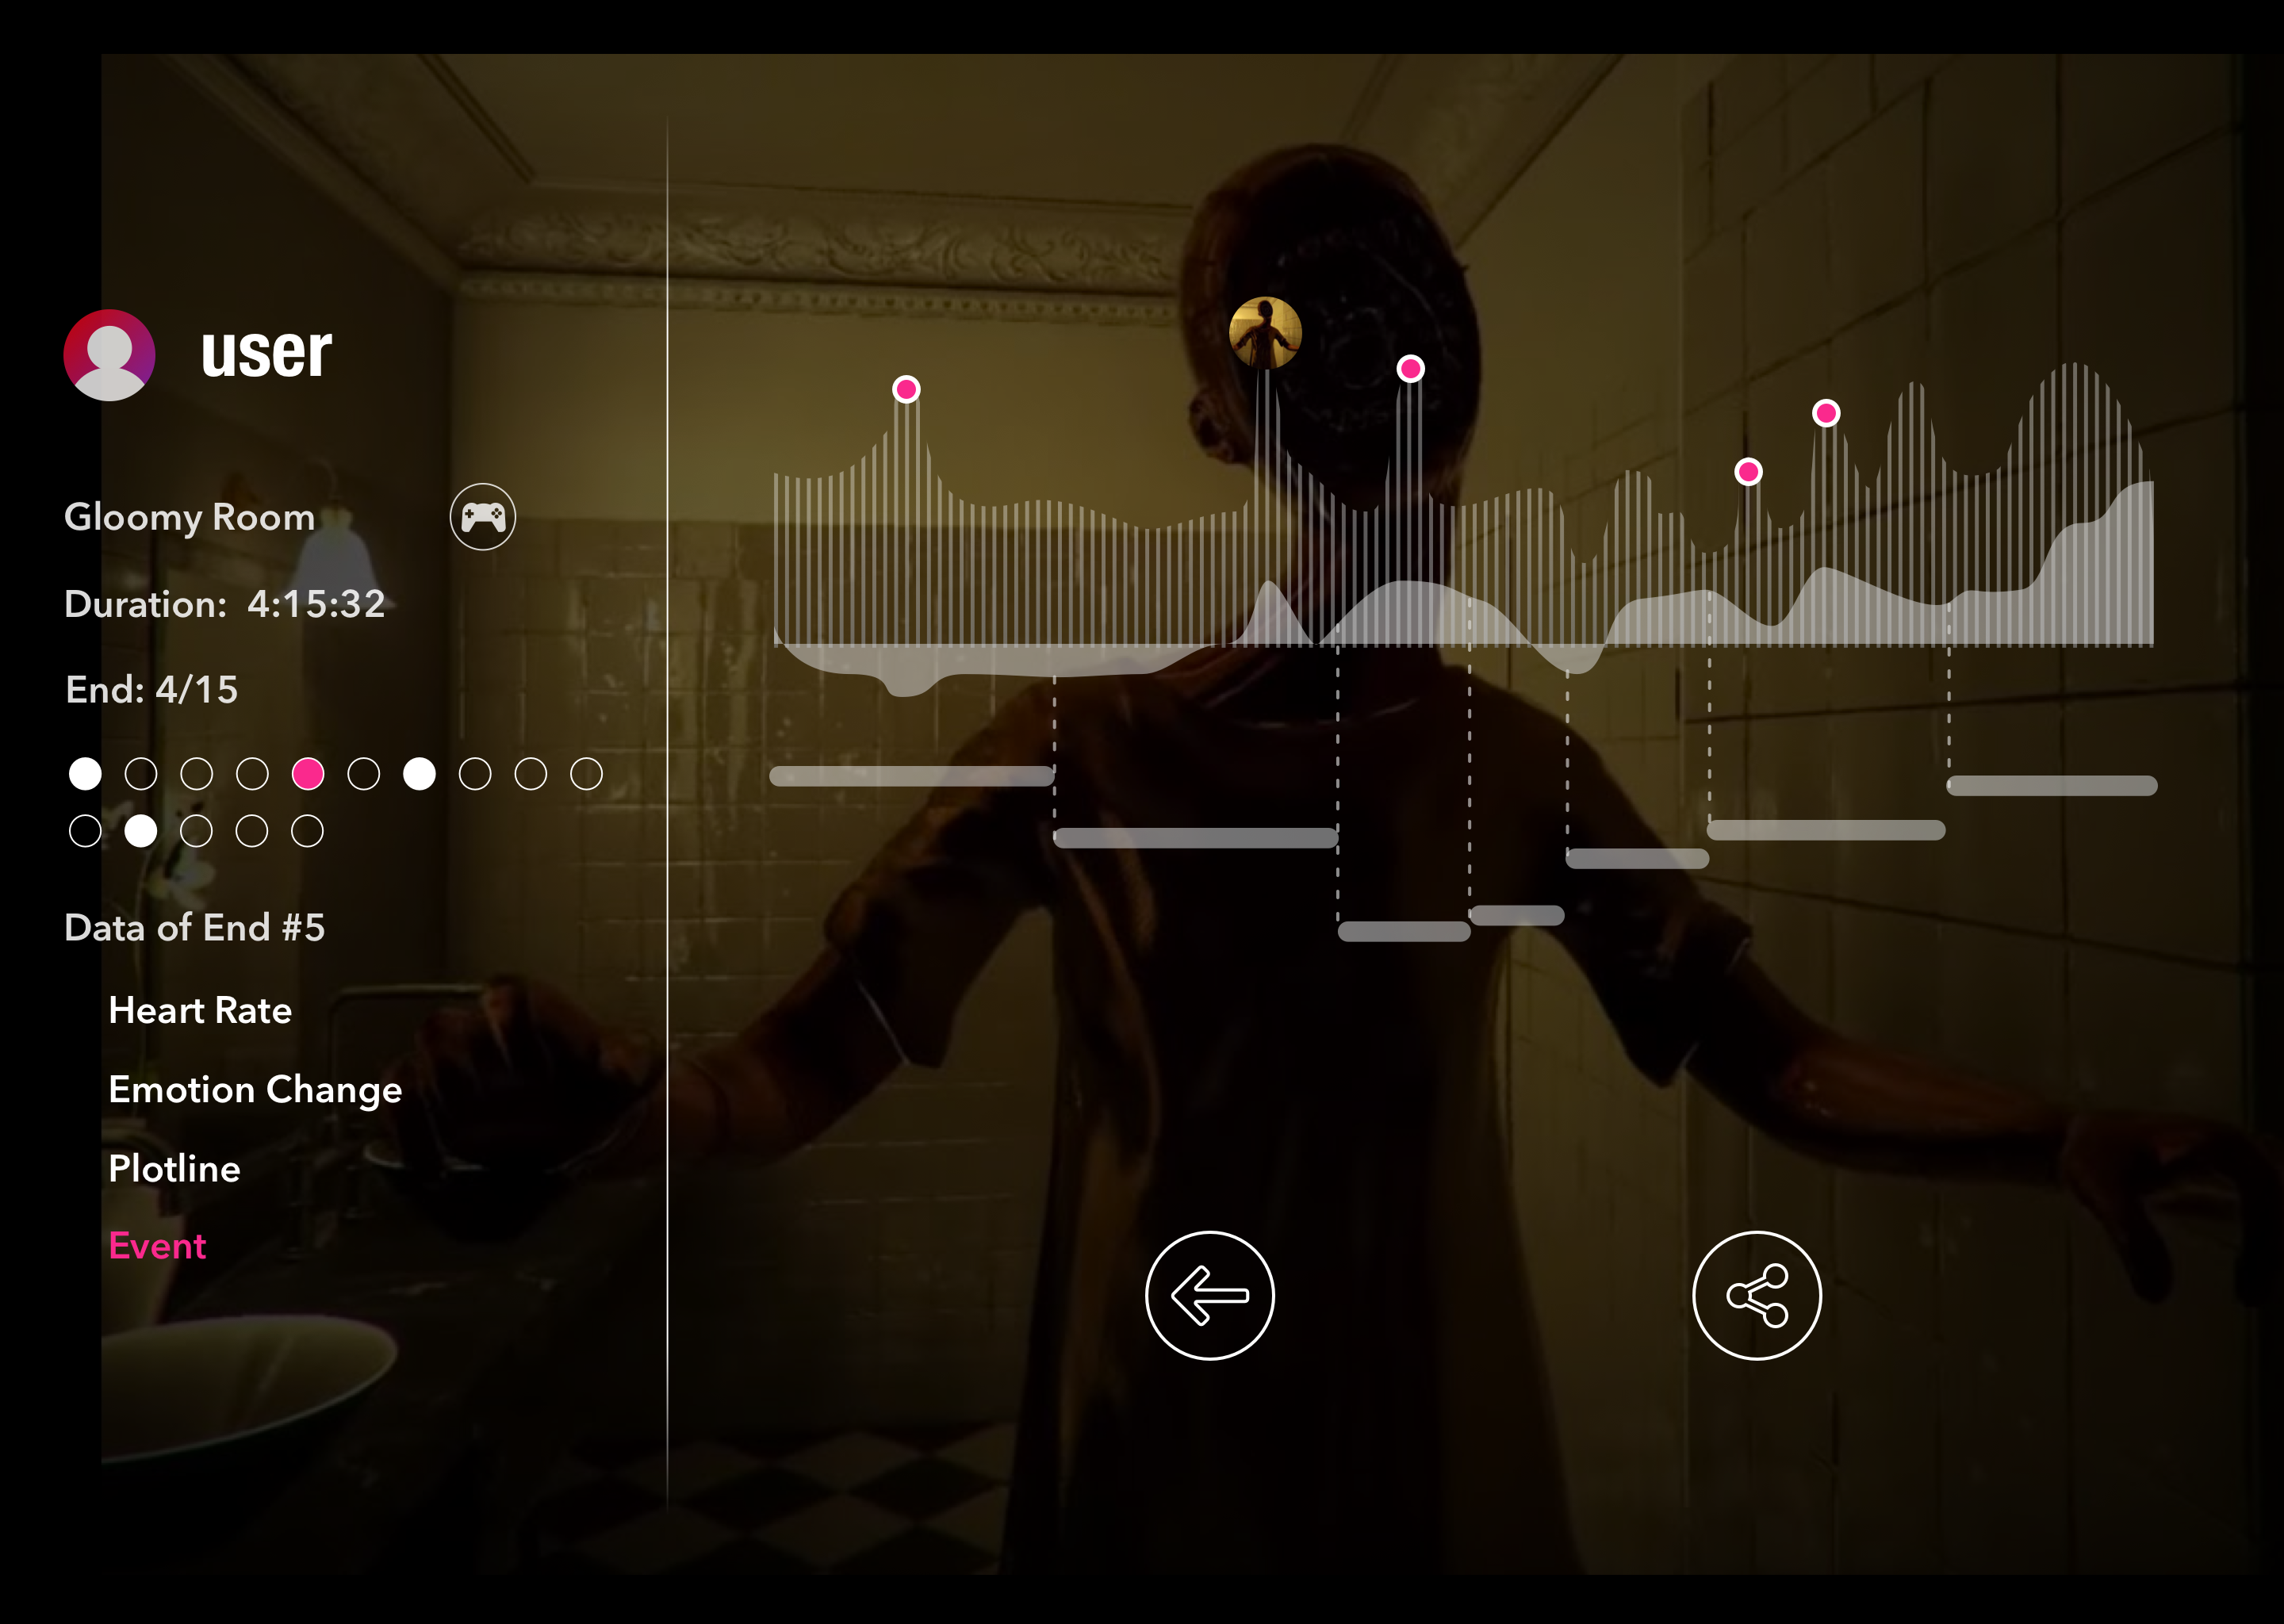 user
Gloomy Room
Duration: 4:15:32
End: 4/15
Data of End #5
Heart Rate
Emotion Change
Plotline
Event